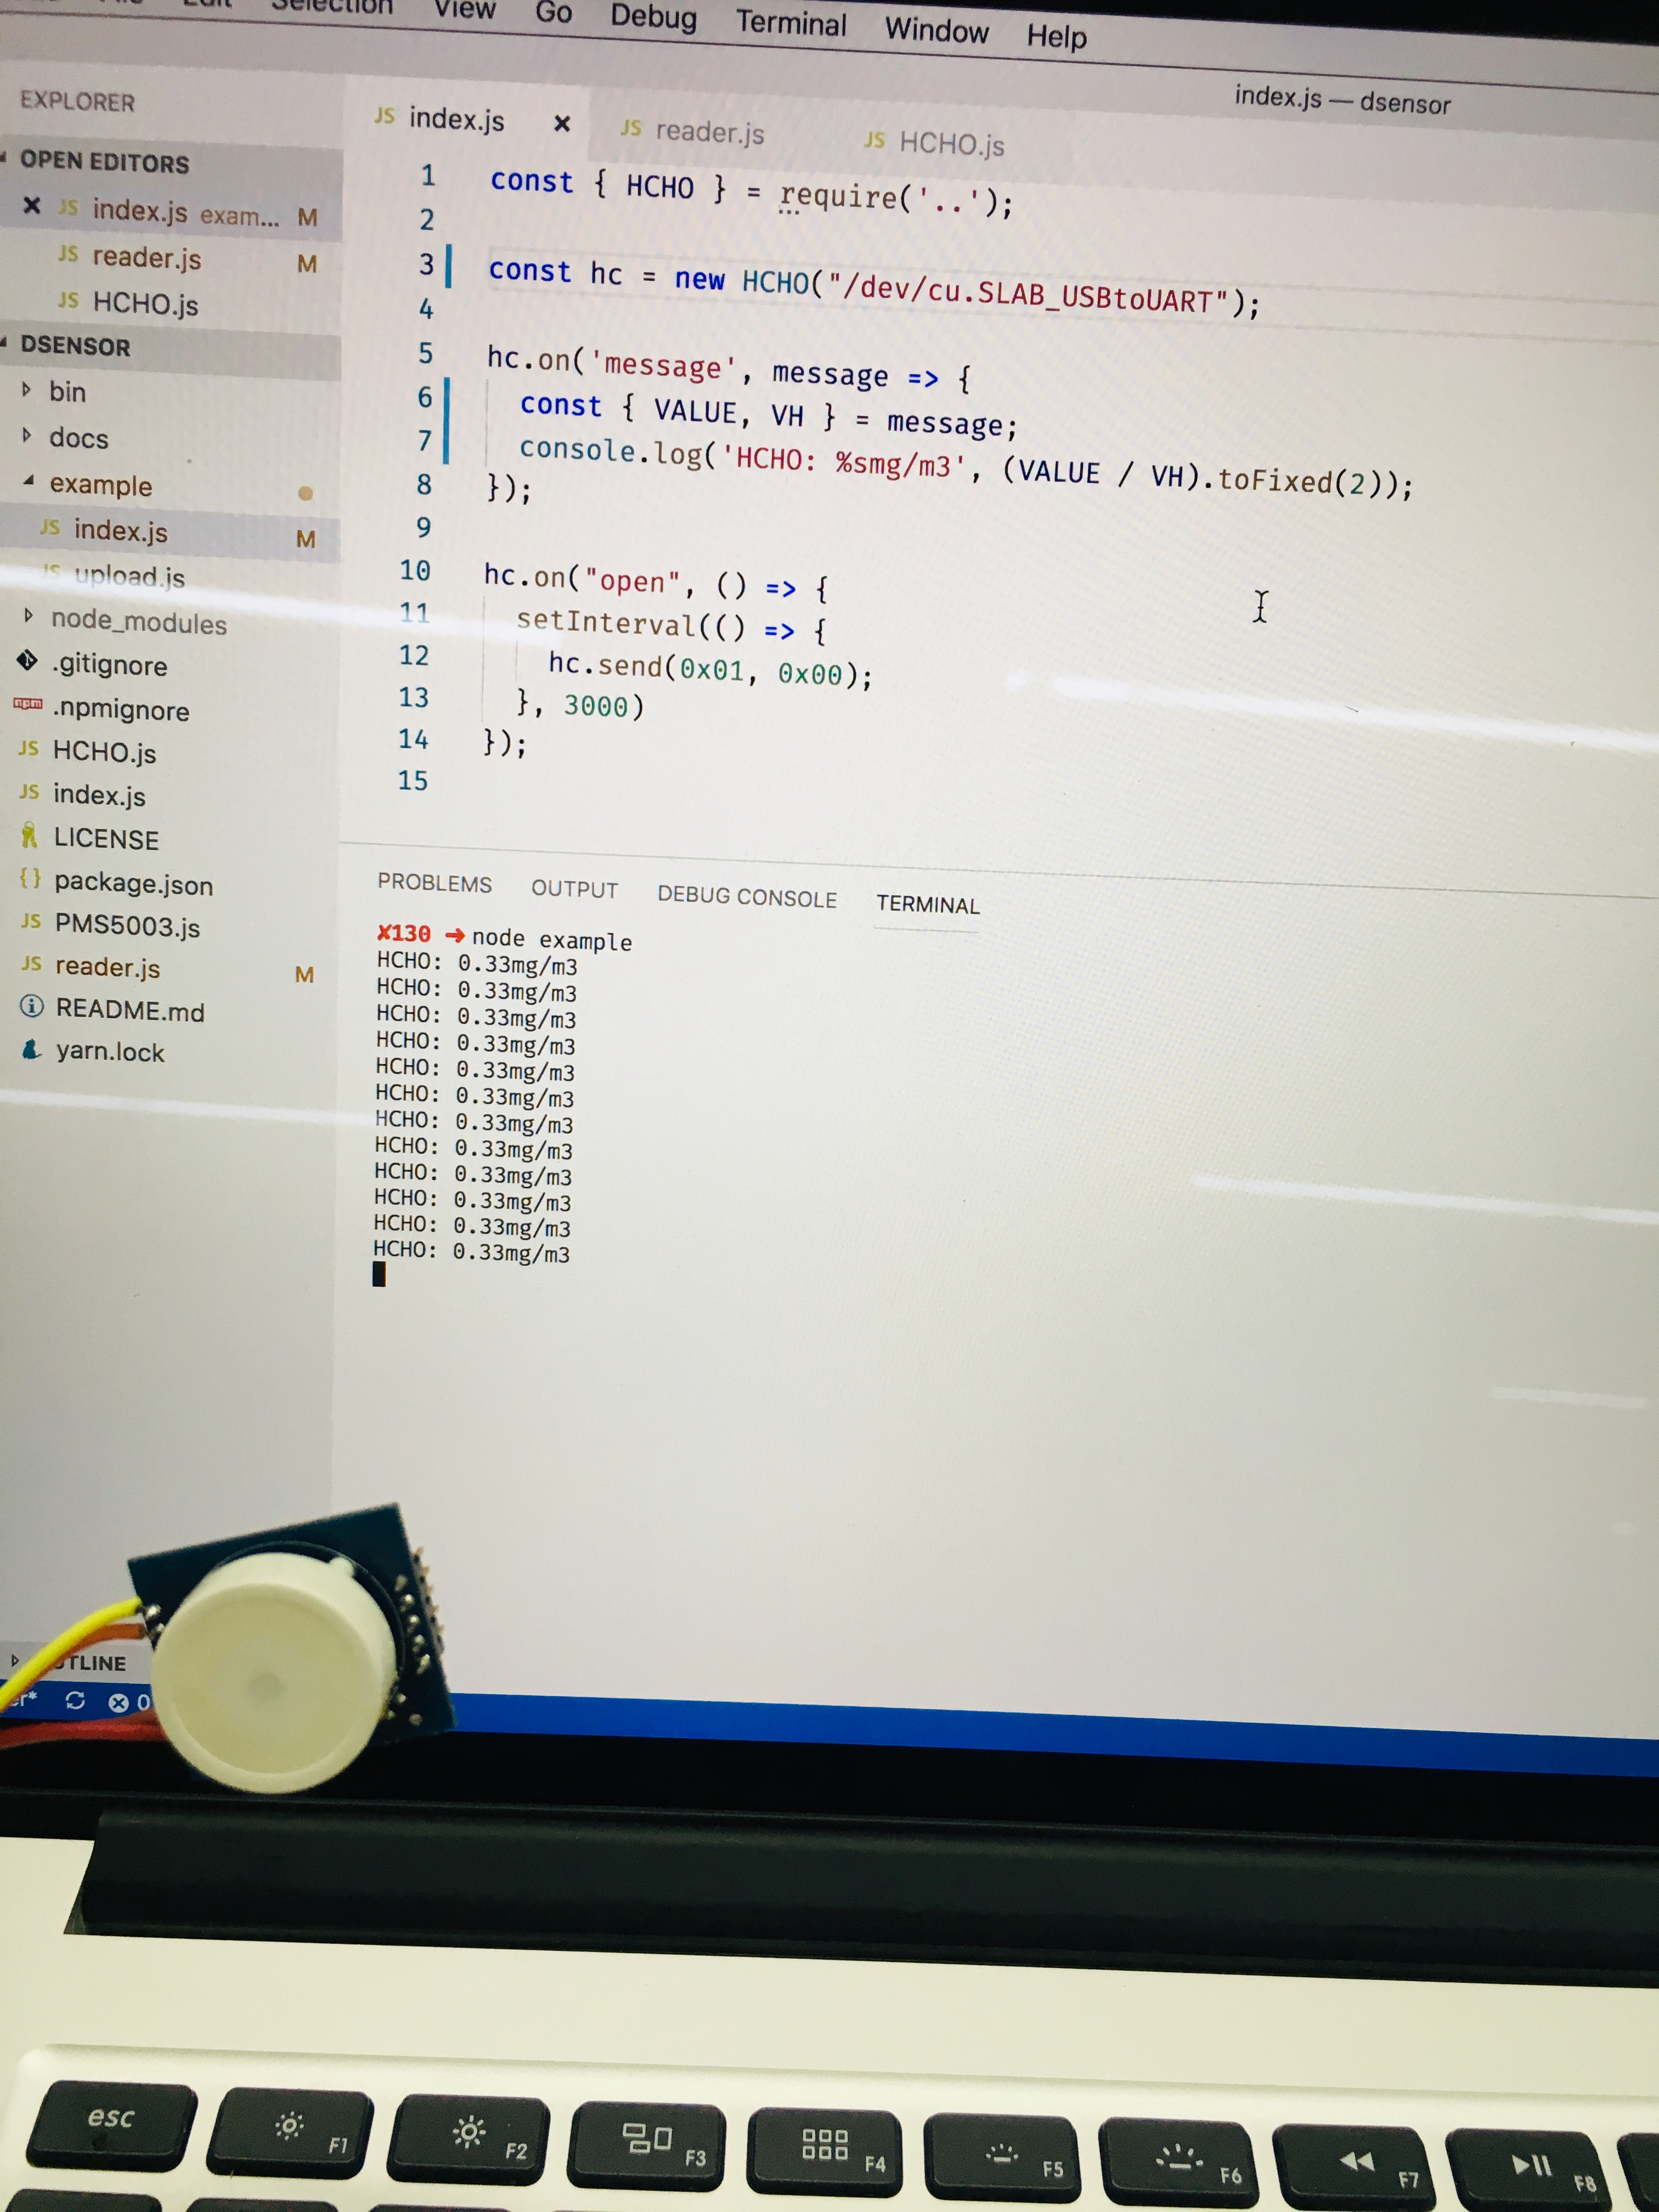 Selection View Go Debug Terminal Window Help
index.js — dsensor
EXPLORER
OPEN EDITORS
JS index.js exam... M
JS reader.js M
JS HCHO.js
DSENSOR
bin
docs
example
JS index.js M
JS upload.js
node_modules
.gitignore
npm .npmignore
JS HCHO.js
JS index.js
LICENSE
{} package.json
JS PMS5003.js
JS reader.js M
README.md
yarn.lock
JS index.js JS reader.js JS HCHO.js
1 const { HCHO } = require('..');
2
3 const hc = new HCHO("/dev/cu.SLAB_USBtoUART");
4
5 hc.on('message', message => {
6 const { VALUE, VH } = message;
7 console.log('HCHO: %smg/m3', (VALUE / VH).toFixed(2));
8 });
9
10 hc.on("open", () => {
11 setInterval(() => {
12 hc.send(0x01, 0x00);
13 }, 3000)
14 });
15
PROBLEMS OUTPUT DEBUG CONSOLE TERMINAL
✘130 ➜ node example
HCHO: 0.33mg/m3
HCHO: 0.33mg/m3
HCHO: 0.33mg/m3
HCHO: 0.33mg/m3
HCHO: 0.33mg/m3
HCHO: 0.33mg/m3
HCHO: 0.33mg/m3
HCHO: 0.33mg/m3
HCHO: 0.33mg/m3
HCHO: 0.33mg/m3
HCHO: 0.33mg/m3
HCHO: 0.33mg/m3
0
esc F1 F2 F3 F4 F5 F6 F7 F8